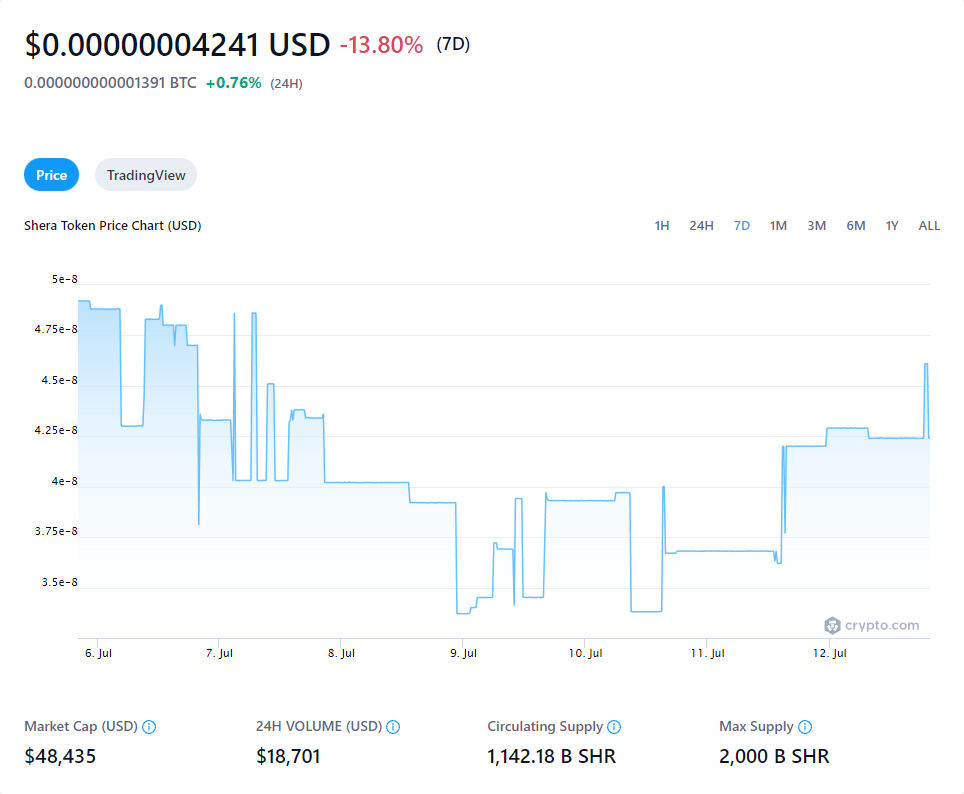 $0.00000004241 USD -13.80% (7D)
0.000000000001391 BTC +0.76% (24H)
Price TradingView
Shera Token Price Chart (USD) 1H 24H 7D 1M 3M 6M 1Y ALL
5e-8
4.75e-8
4.5e-8
4.25e-8
4e-8
3.75e-8
3.5e-8
crypto.com
6. Jul 7. Jul 8. Jul 9. Jul 10. Jul 11. Jul 12. Jul
Market Cap (USD) 24H VOLUME (USD) Circulating Supply Max Supply
$48,435 $18,701 1,142.18 B SHR 2,000 B SHR